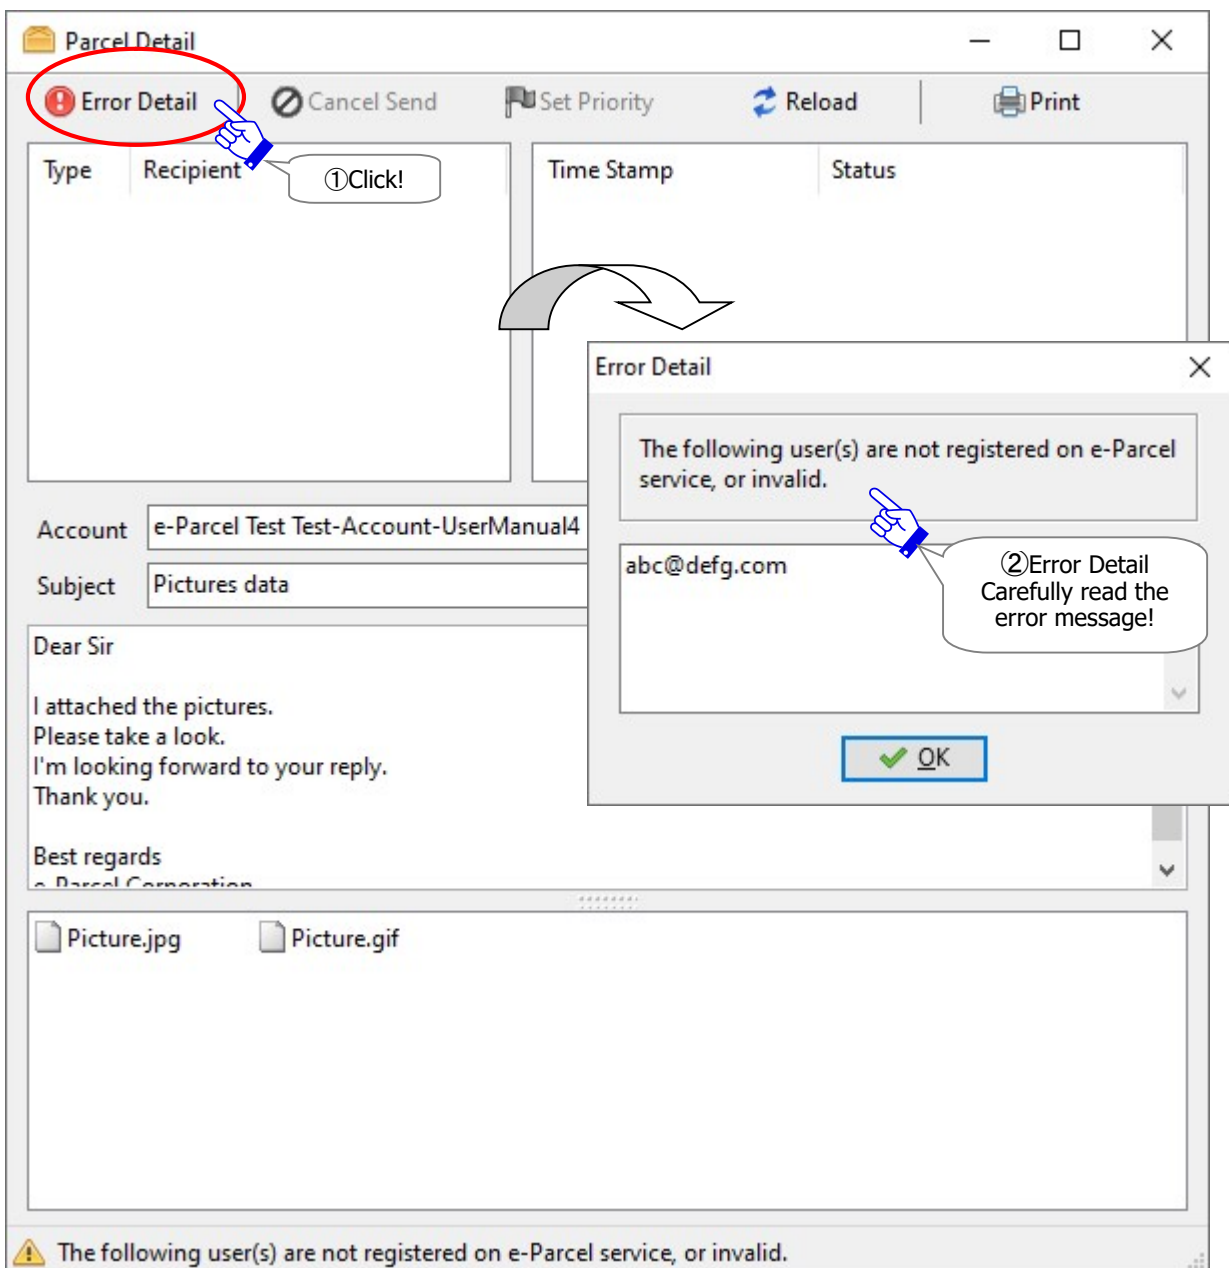 Parcel Detail
Error Detail
Cancel Send
Set Priority
Reload
Print
Type
Recipient
①Click!
Time Stamp
Status
Error Detail
The following user(s) are not registered on e-Parcel
service, or invalid.
abc@defg.com
②Error Detail
Carefully read the
error message!
OK
Account
e-Parcel Test Test-Account-UserManual4
Subject
Pictures data
Dear Sir
I attached the pictures.
Please take a look.
I'm looking forward to your reply.
Thank you.
Best regards
e-Parcel Corporation
Picture.jpg
Picture.gif
The following user(s) are not registered on e-Parcel service, or invalid.